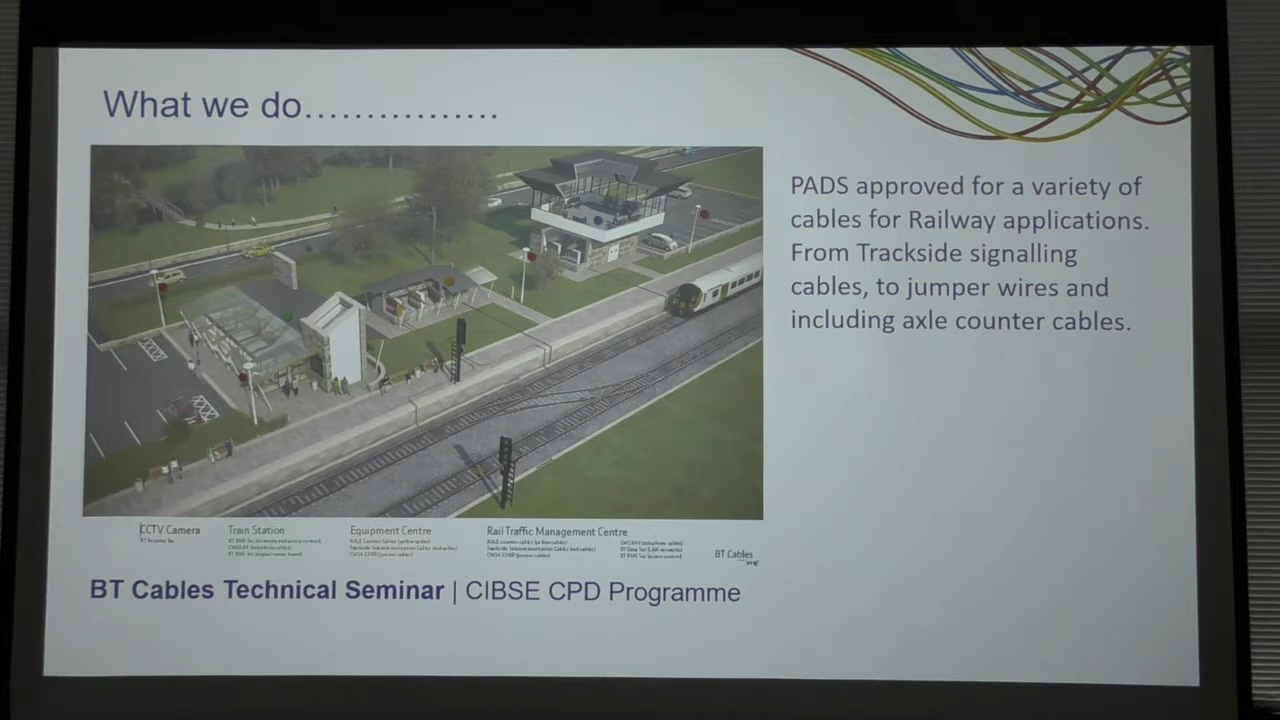 What we do................
PADS approved for a variety of
cables for Railway applications.
From Trackside signalling
cables, to jumper wires and
including axle counter cables.
CCTV Camera
Train Station
Equipment Centre
Rail Traffic Management Centre
BT Cables
BT Cables Technical Seminar | CIBSE CPD Programme